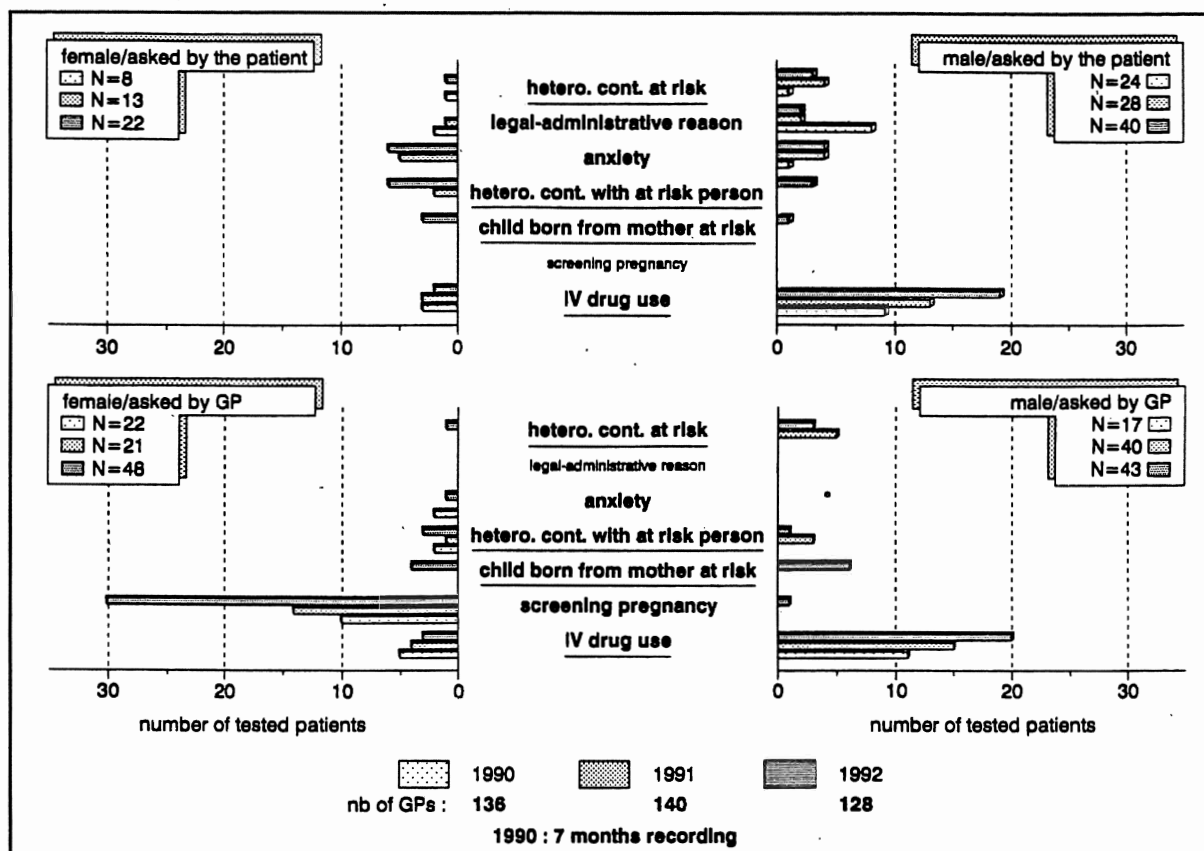 female/asked by the patient
N=8
N=13
N=22
male/asked by the patient
N=24
N=28
N=40
hetero. cont. at risk
legal-administrative reason
anxiety
hetero. cont. with at risk person
child born from mother at risk
screening pregnancy
IV drug use
30 20 10 0
0 10 20 30
female/asked by GP
N=22
N=21
N=48
male/asked by GP
N=17
N=40
N=43
hetero. cont. at risk
legal-administrative reason
anxiety
hetero. cont. with at risk person
child born from mother at risk
screening pregnancy
IV drug use
30 20 10 0
0 10 20 30
number of tested patients
number of tested patients
1990 1991 1992
nb of GPs : 136 140 128
1990 : 7 months recording